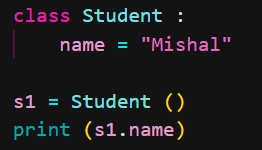 class Student :
    name = "Mishal"

s1 = Student ()
print (s1.name)